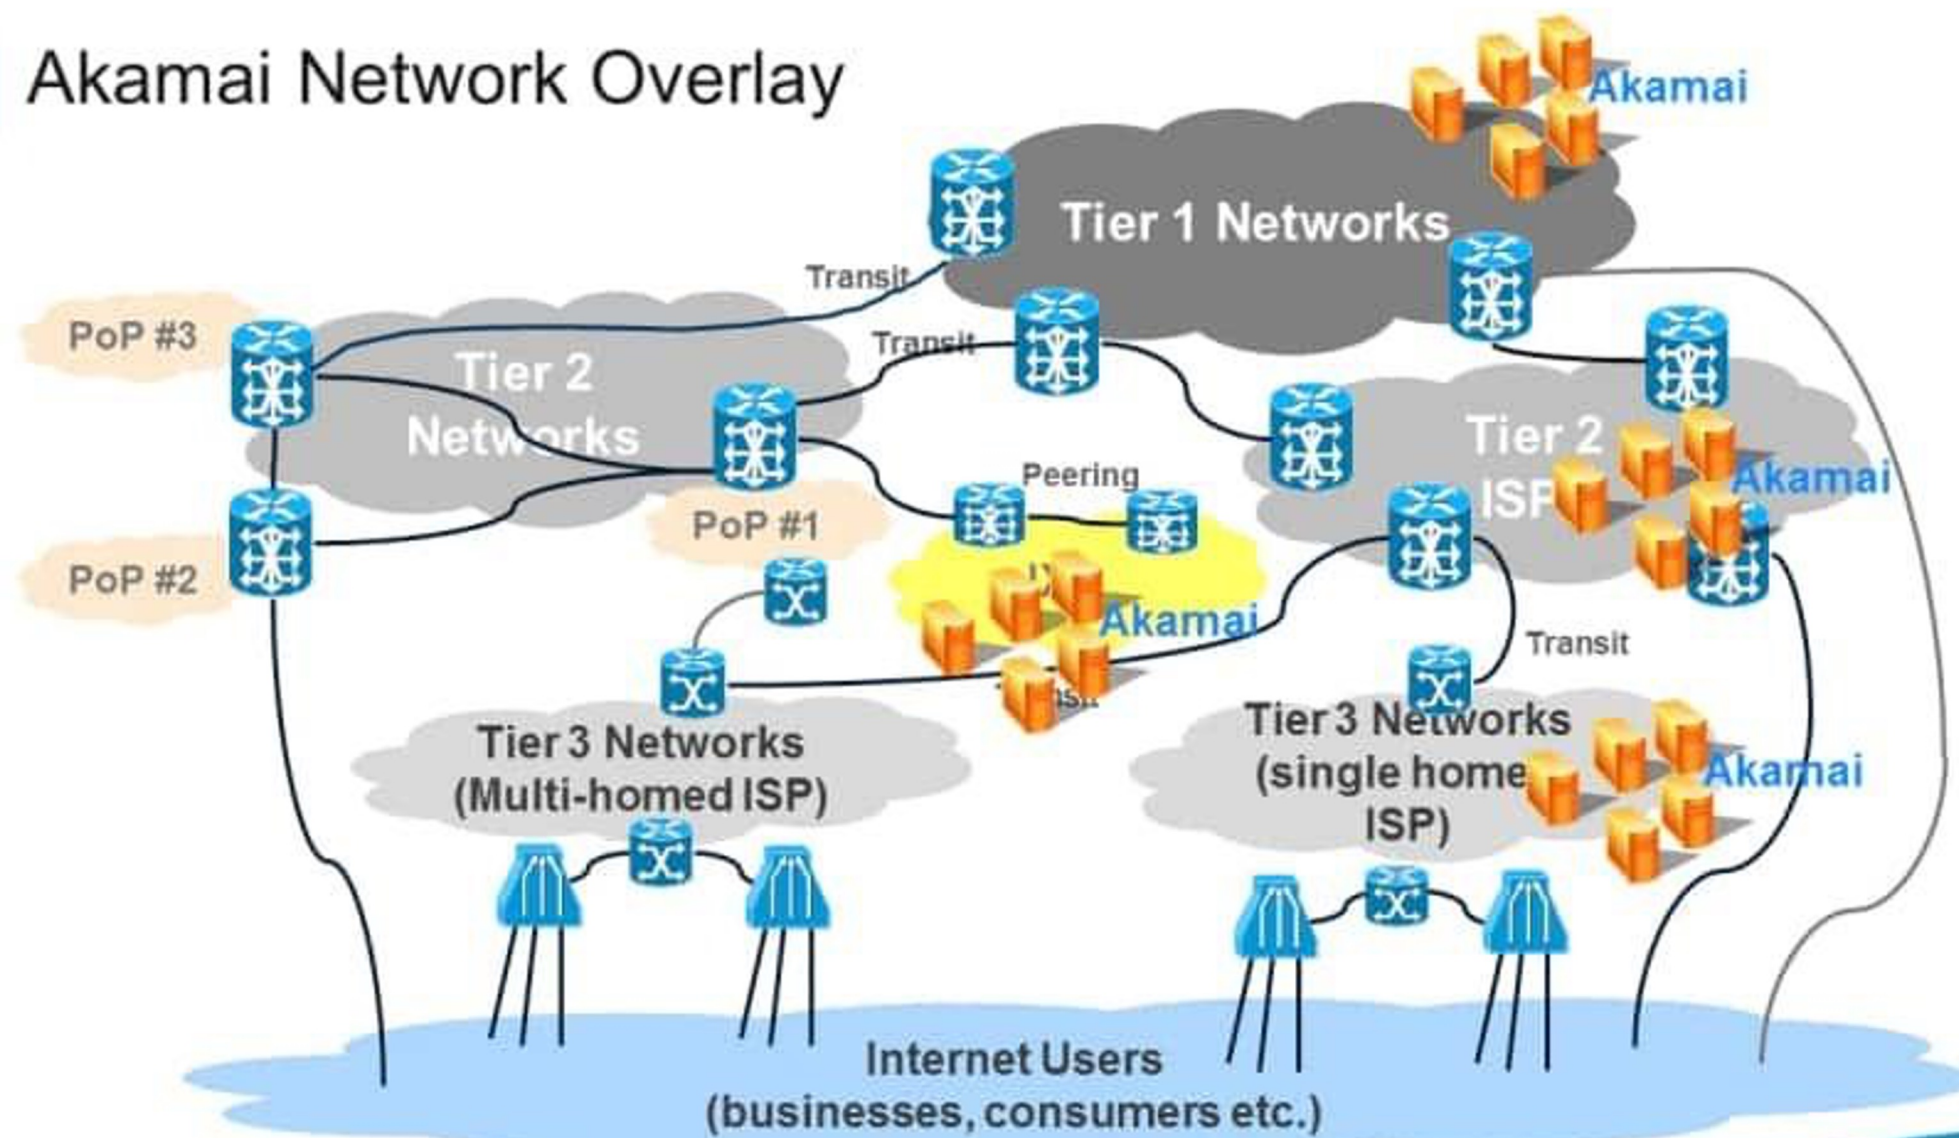 Akamai Network Overlay
Akamai
Tier 1 Networks
Transit
PoP #3
Transit
Tier 2
Networks
Tier 2
ISP
Akamai
Peering
PoP #1
PoP #2
Akamai
Transit
Tier 3 Networks
(Multi-homed ISP)
Tier 3 Networks
(single home
ISP)
Akamai
Internet Users
(businesses, consumers etc.)